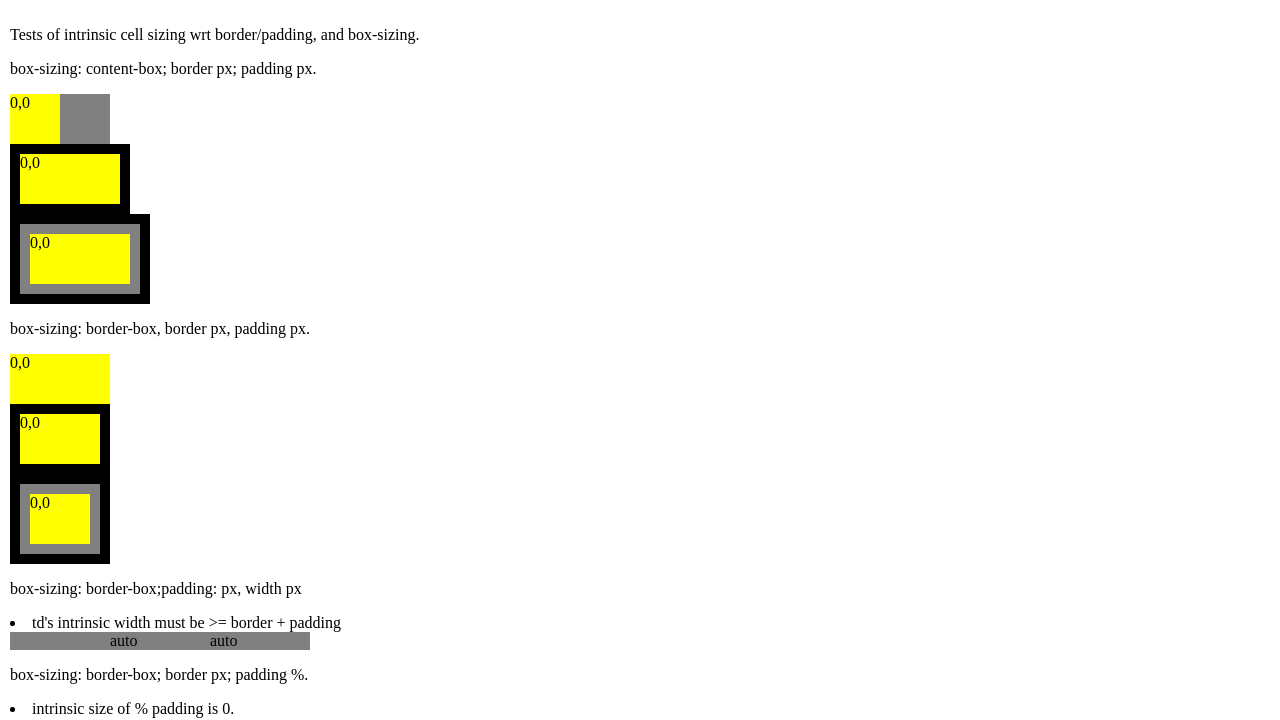 Tests of intrinsic cell sizing wrt border/padding, and box-sizing.
box-sizing: content-box; border px; padding px.
0,0
0,0
0,0
box-sizing: border-box, border px, padding px.
0,0
0,0
0,0
box-sizing: border-box;padding: px, width px
• td's intrinsic width must be >= border + padding
auto auto
box-sizing: border-box; border px; padding %.
• intrinsic size of % padding is 0.